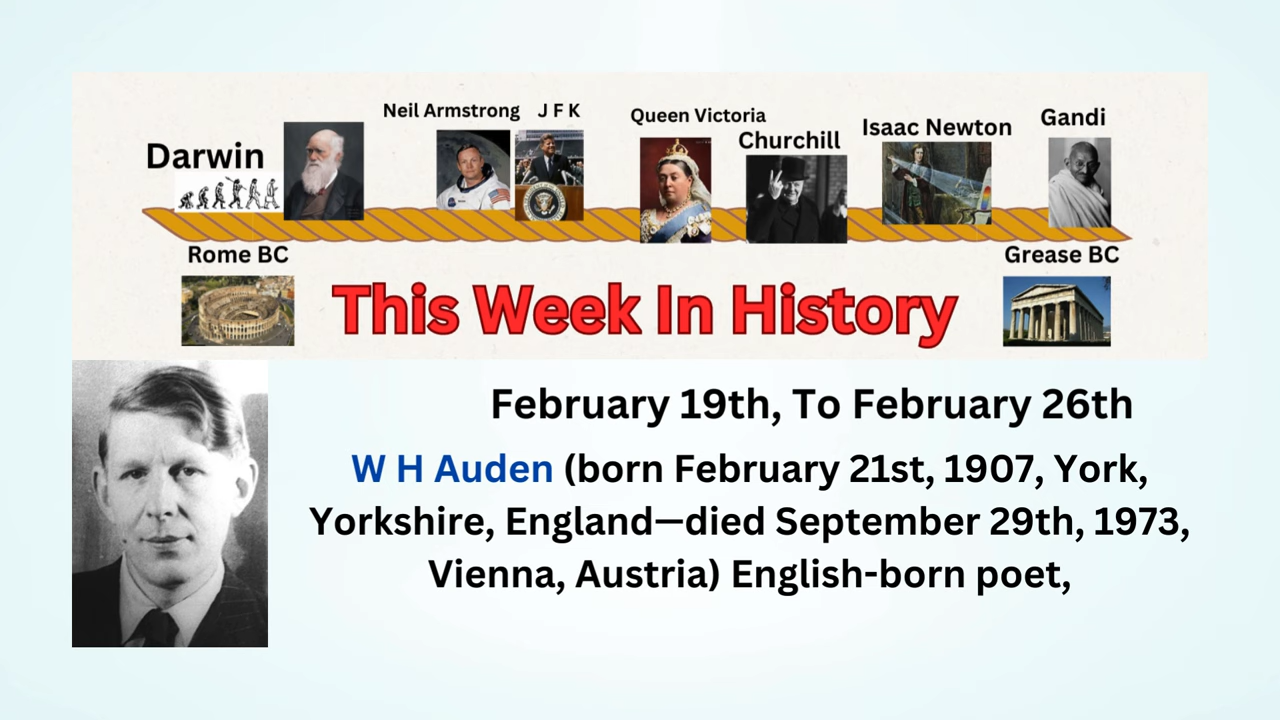 Neil Armstrong J F K
Queen Victoria
Gandi
Isaac Newton
Churchill
Darwin
Rome BC
Grease BC
This Week In History
February 19th, To February 26th
W H Auden (born February 21st, 1907, York,
Yorkshire, England—died September 29th, 1973,
Vienna, Austria) English-born poet,